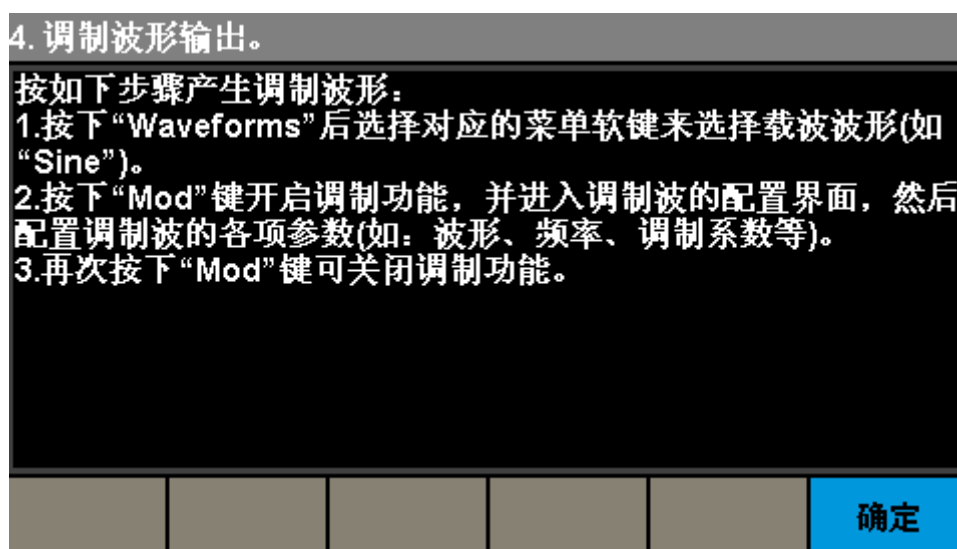 4.调制波形输出。
按如下步骤产生调制波形：
1.按下“Waveforms”后选择对应的菜单软键来选择载波波形(如
“Sine”)。
2.按下“Mod”键开启调制功能，并进入调制波的配置界面，然后
配置调制波的各项参数(如：波形、频率、调制系数等)。
3.再次按下“Mod”键可关闭调制功能。
确定